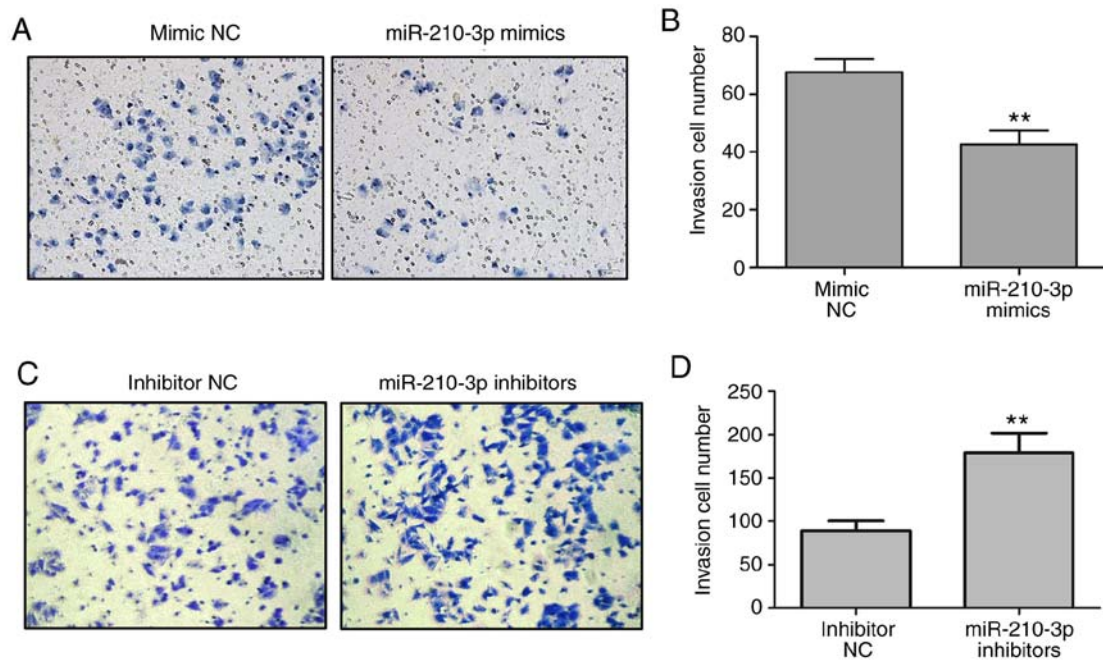 A
Mimic NC
miR-210-3p mimics
B
Invasion cell number
80
60
40
20
0
**
Mimic
NC
miR-210-3p
mimics
C
Inhibitor NC
miR-210-3p inhibitors
D
Invasion cell number
250
200
150
100
50
0
**
Inhibitor
NC
miR-210-3p
inhibitors